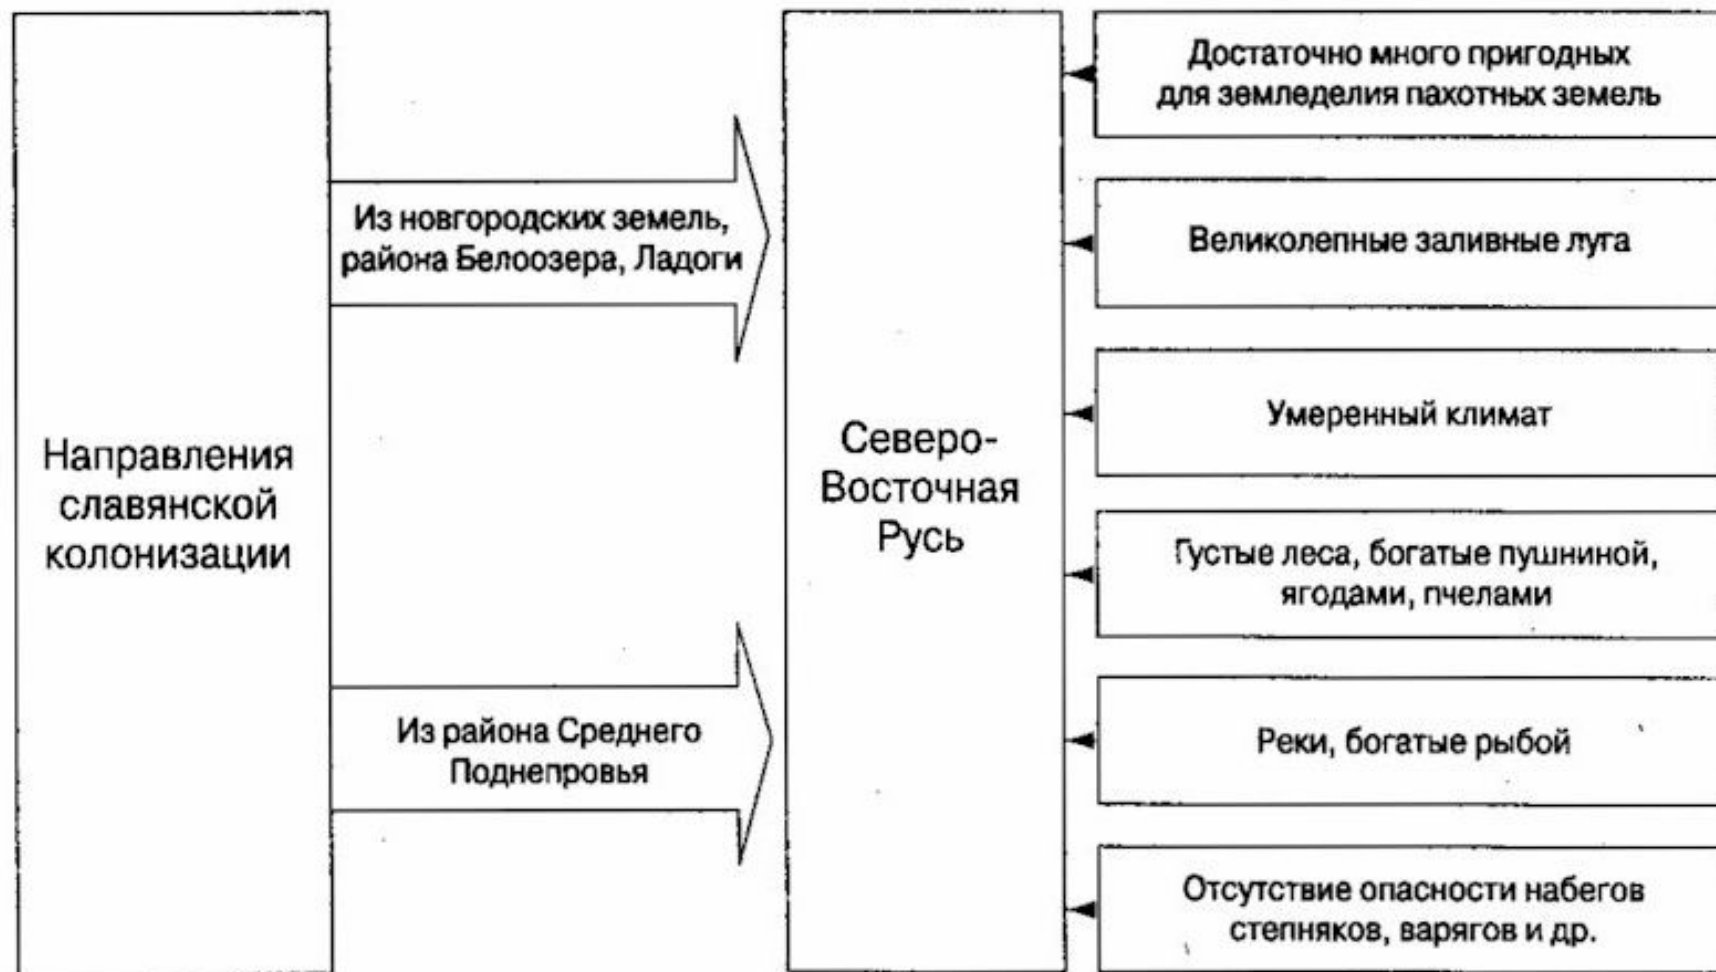 Направления
славянской
колонизации
Из новгородских земель,
района Белоозера, Ладоги
Из района Среднего
Поднепровья
Северо-
Восточная
Русь
Достаточно много пригодных
для земледелия пахотных земель
Великолепные заливные луга
Умеренный климат
Густые леса, богатые пушниной,
ягодами, пчелами
Реки, богатые рыбой
Отсутствие опасности набегов
степняков, варягов и др.